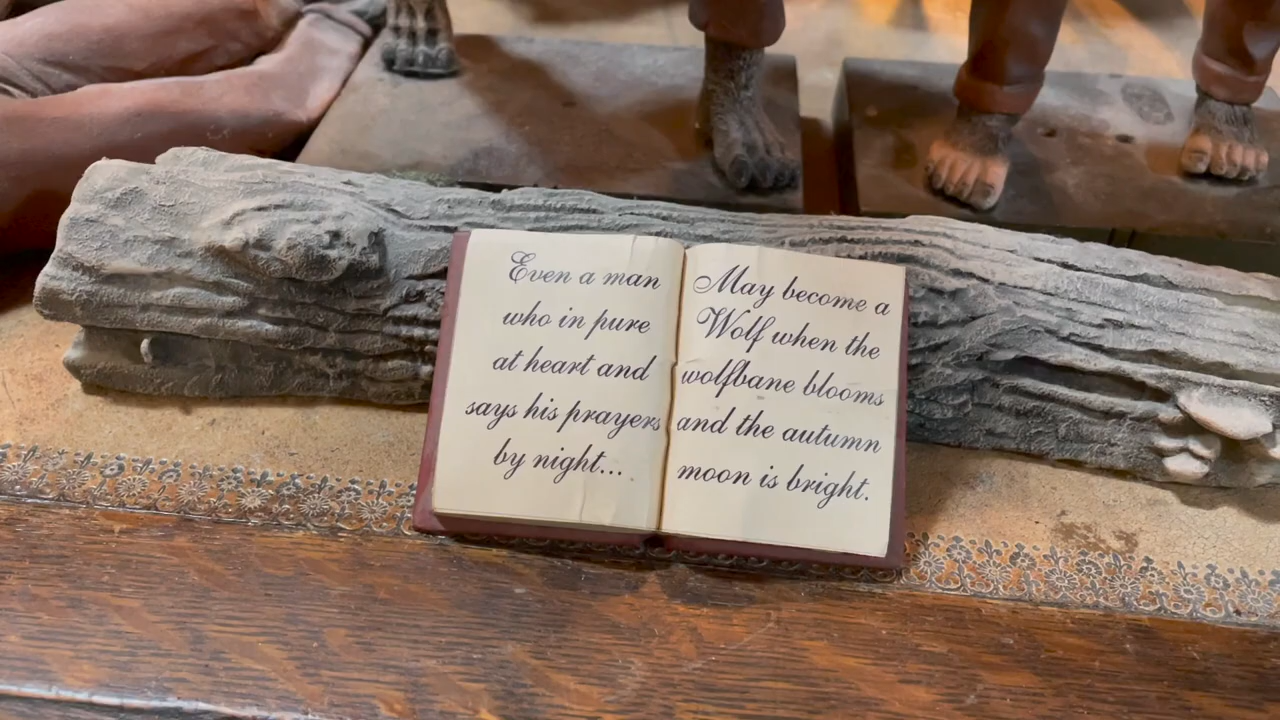 Even a man
who in pure
at heart and
says his prayers
by night...
May become a
Wolf when the
wolfbane blooms
and the autumn
moon is bright.